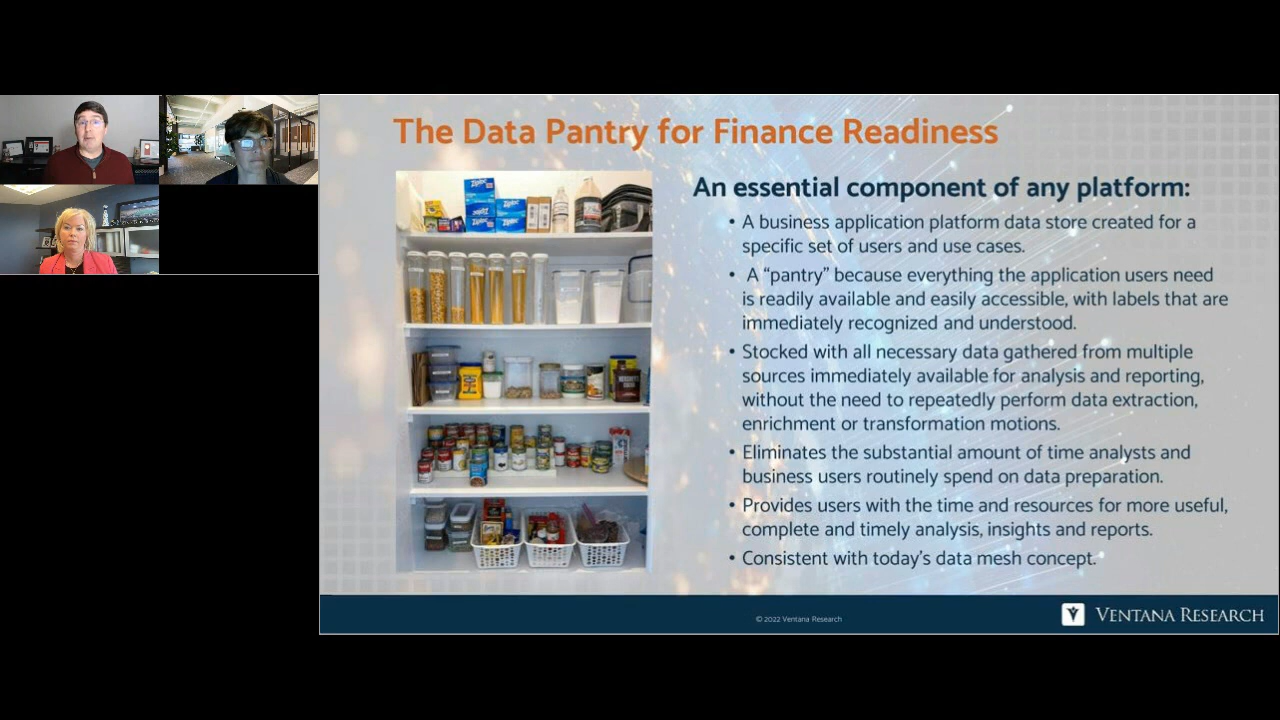 The Data Pantry for Finance Readiness
An essential component of any platform:
• A business application platform data store created for a
specific set of users and use cases.
• A “pantry” because everything the application users need
is readily available and easily accessible, with labels that are
immediately recognized and understood.
• Stocked with all necessary data gathered from multiple
sources immediately available for analysis and reporting,
without the need to repeatedly perform data extraction,
enrichment or transformation motions.
• Eliminates the substantial amount of time analysts and
business users routinely spend on data preparation.
• Provides users with the time and resources for more useful,
complete and timely analysis, insights and reports.
• Consistent with today’s data mesh concept.
© 2022 Ventana Research
VENTANA RESEARCH